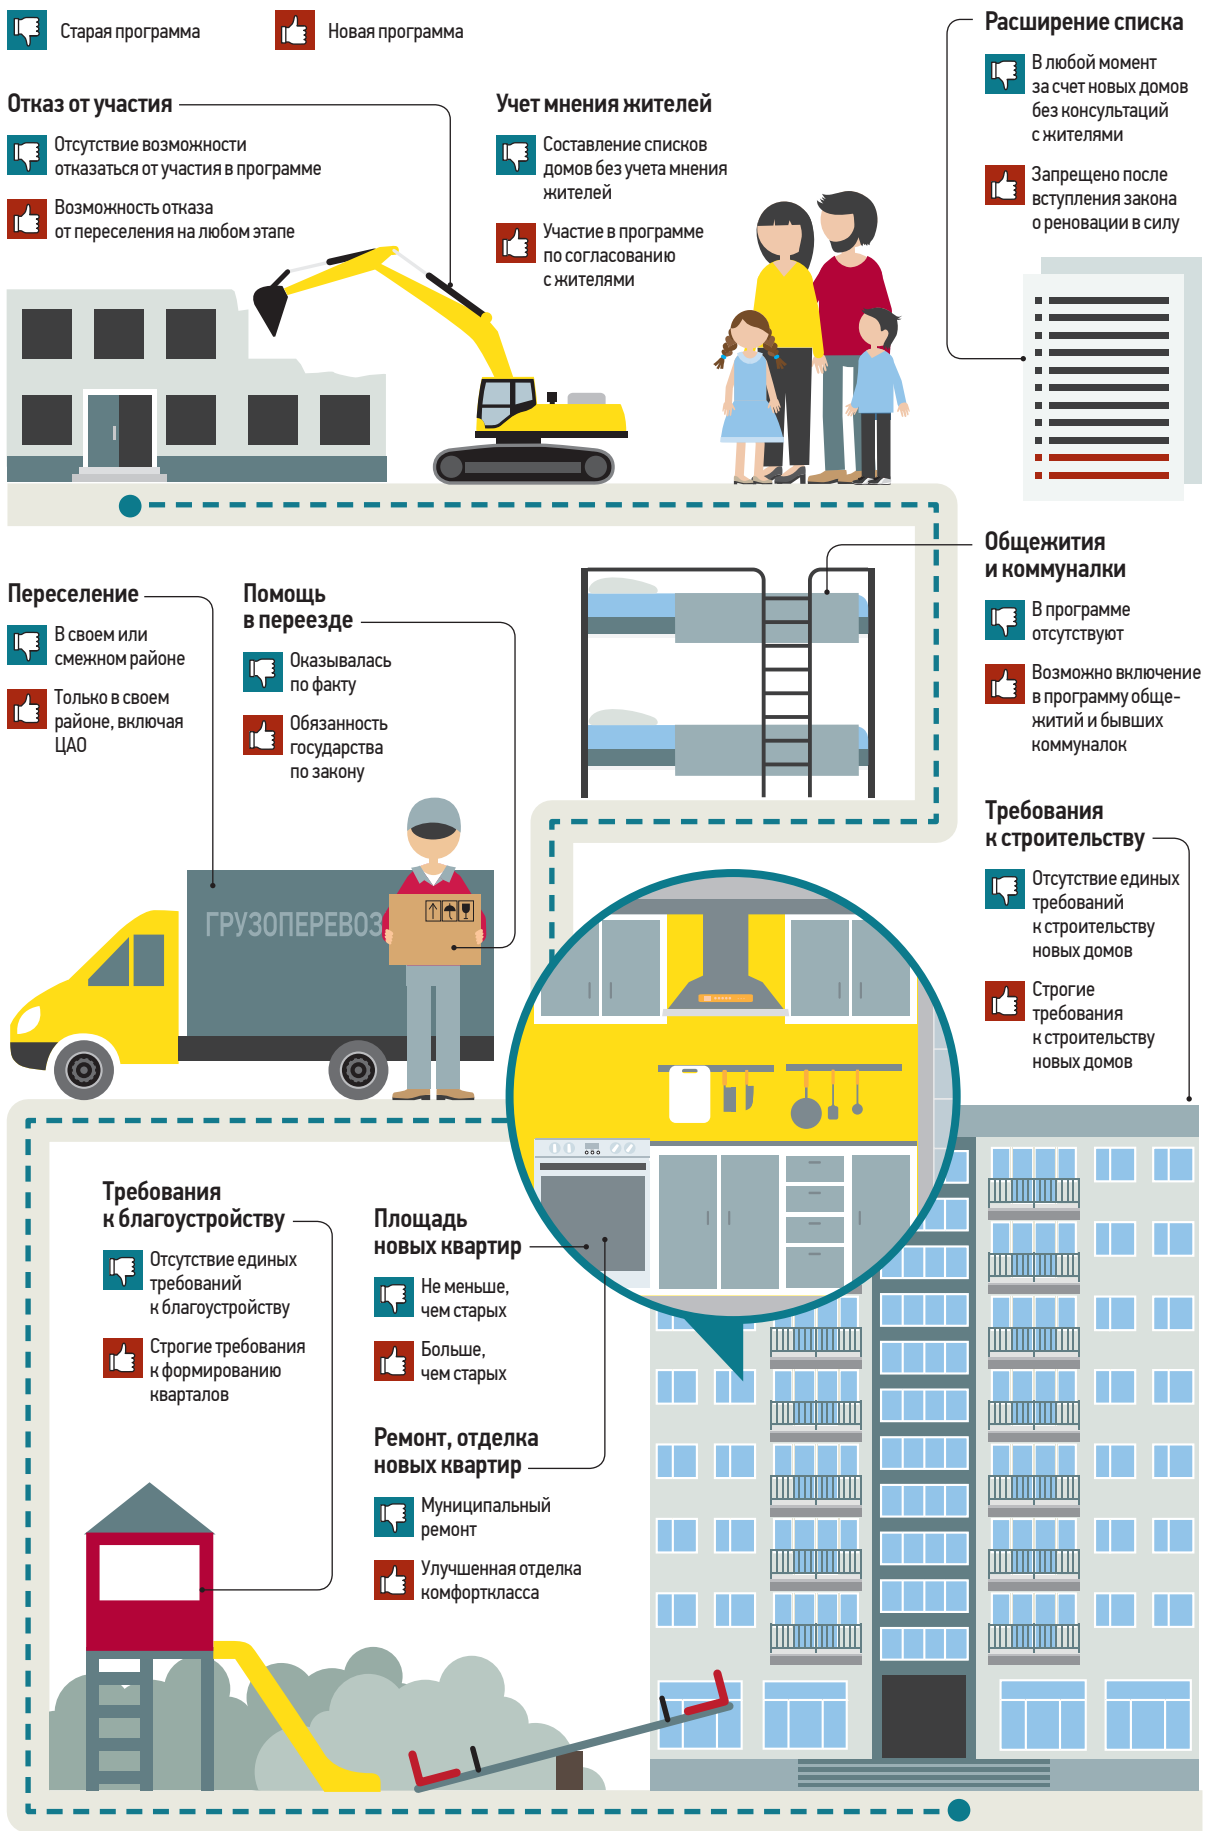 Старая программа
Новая программа
Отказ от участия
Отсутствие возможности
отказаться от участия в программе
Возможность отказа
от переселения на любом этапе
Учет мнения жителей
Составление списков
домов без учета мнения
жителей
Участие в программе
по согласованию
с жителями
Расширение списка
В любой момент
за счет новых домов
без консультаций
с жителями
Запрещено после
вступления закона
о реновации в силу
Переселение
В своем или
смежном районе
Только в своем
районе, включая
ЦАО
Помощь
в переезде
Оказывалась
по факту
Обязанность
государства
по закону
Общежития
и коммуналки
В программе
отсутствуют
Возможно включение
в программу обще-
житий и бывших
коммуналок
ГРУЗОПЕРЕВОЗ
Требования
к строительству
Отсутствие единых
требований
к строительству
новых домов
Строгие
требования
к строительству
новых домов
Требования
к благоустройству
Отсутствие единых
требований
к благоустройству
Строгие требования
к формированию
кварталов
Площадь
новых квартир
Не меньше,
чем старых
Больше,
чем старых
Ремонт, отделка
новых квартир
Муниципальный
ремонт
Улучшенная отделка
комфорткласса